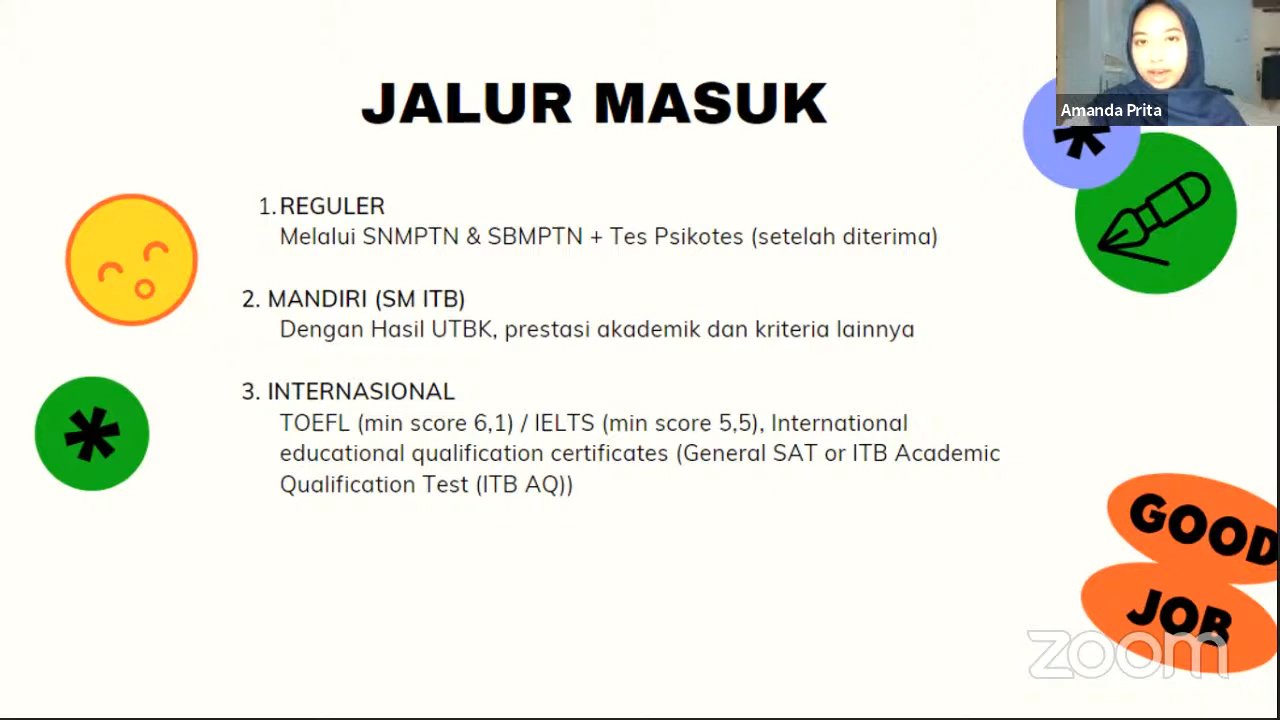 JALUR MASUK
Amanda Prita
1. REGULER
Melalui SNMPTN & SBMPTN + Tes Psikotes (setelah diterima)
2. MANDIRI (SM ITB)
Dengan Hasil UTBK, prestasi akademik dan kriteria lainnya
3. INTERNASIONAL
TOEFL (min score 6,1) / IELTS (min score 5,5), International
educational qualification certificates (General SAT or ITB Academic
Qualification Test (ITB AQ))
GOOD
JOB
zoom